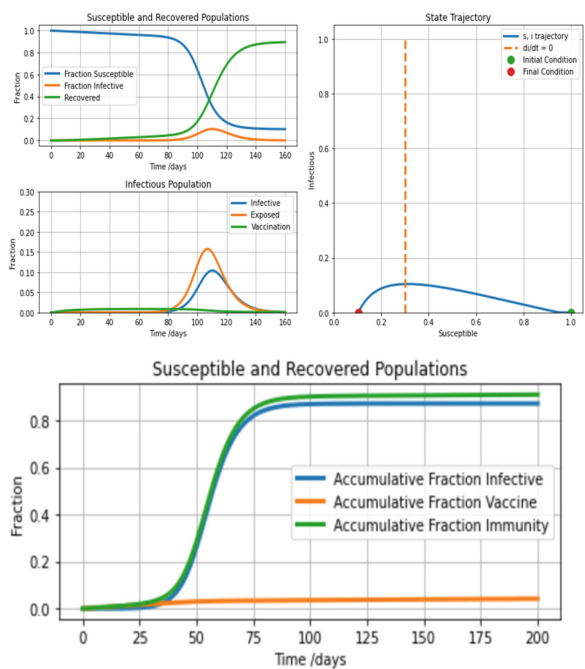 Susceptible and Recovered Populations
1.0
0.8
0.6
0.4
0.2
0.0
Fraction
Fraction Susceptible
Fraction Infective
Recovered
0 20 40 60 80 100 120 140 160
Time /days
Infectious Population
0.30
0.25
0.20
0.15
0.10
0.05
0.00
Fraction
Infective
Exposed
Vaccination
0 20 40 60 80 100 120 140 160
Time /days
State Trajectory
1.0
0.8
0.6
0.4
0.2
0.0
Infectious
s, i trajectory
di/dt = 0
Initial Condition
Final Condition
0.0 0.2 0.4 0.6 0.8 1.0
Susceptible
Susceptible and Recovered Populations
0.8
0.6
0.4
0.2
0.0
Fraction
Accumulative Fraction Infective
Accumulative Fraction Vaccine
Accumulative Fraction Immunity
0 25 50 75 100 125 150 175 200
Time /days